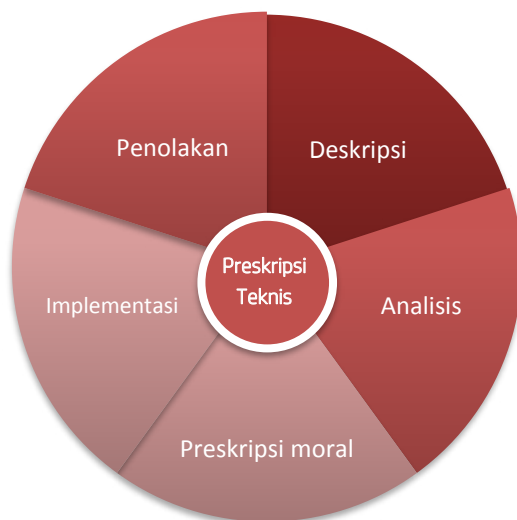 Penolakan
Deskripsi
Preskripsi
Teknis
Implementasi
Analisis
Preskripsi moral